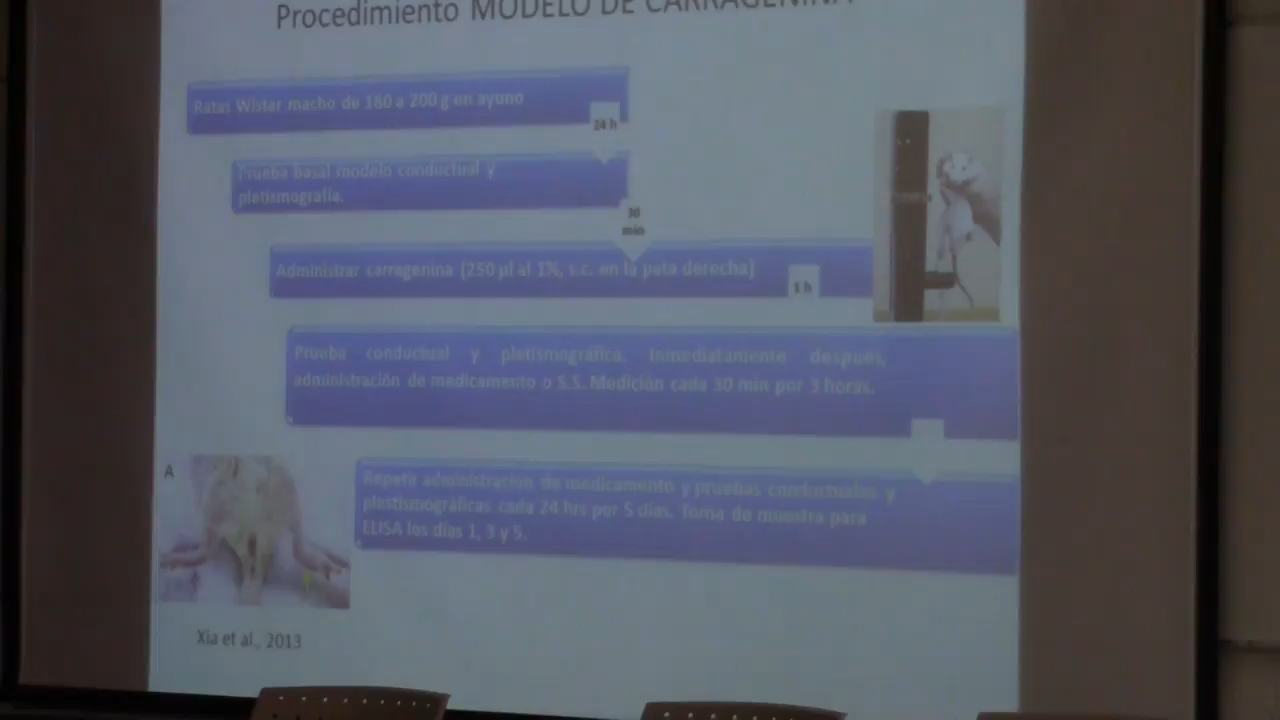 Procedimiento MODELO DE CARRAGENINA
Ratas Wistar macho de 180 a 200 g en ayuno
24 h
Prueba basal modelo conductual y
pletismografía.
30
min
Administrar carragenina (250 µl al 1%, s.c. en la pata derecha)
1 h
Prueba conductual y pletismográfica. Inmediatamente después,
administración de medicamento o S.S. Medición cada 30 min por 3 horas.
Repetir administración de medicamento y pruebas conductuales y
plestismográficas cada 24 hrs por 5 días. Toma de muestra para
ELISA los días 1, 3 y 5.
A
Xia et al., 2013